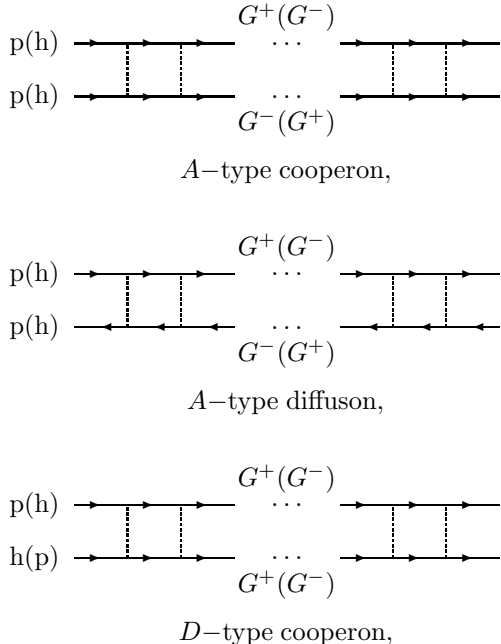 G⁺(G⁻)
p(h) ···
p(h) ···
G⁻(G⁺)
A−type cooperon,
G⁺(G⁻)
p(h) ···
p(h) ···
G⁻(G⁺)
A−type diffuson,
G⁺(G⁻)
p(h) ···
h(p) ···
G⁺(G⁻)
D−type cooperon,